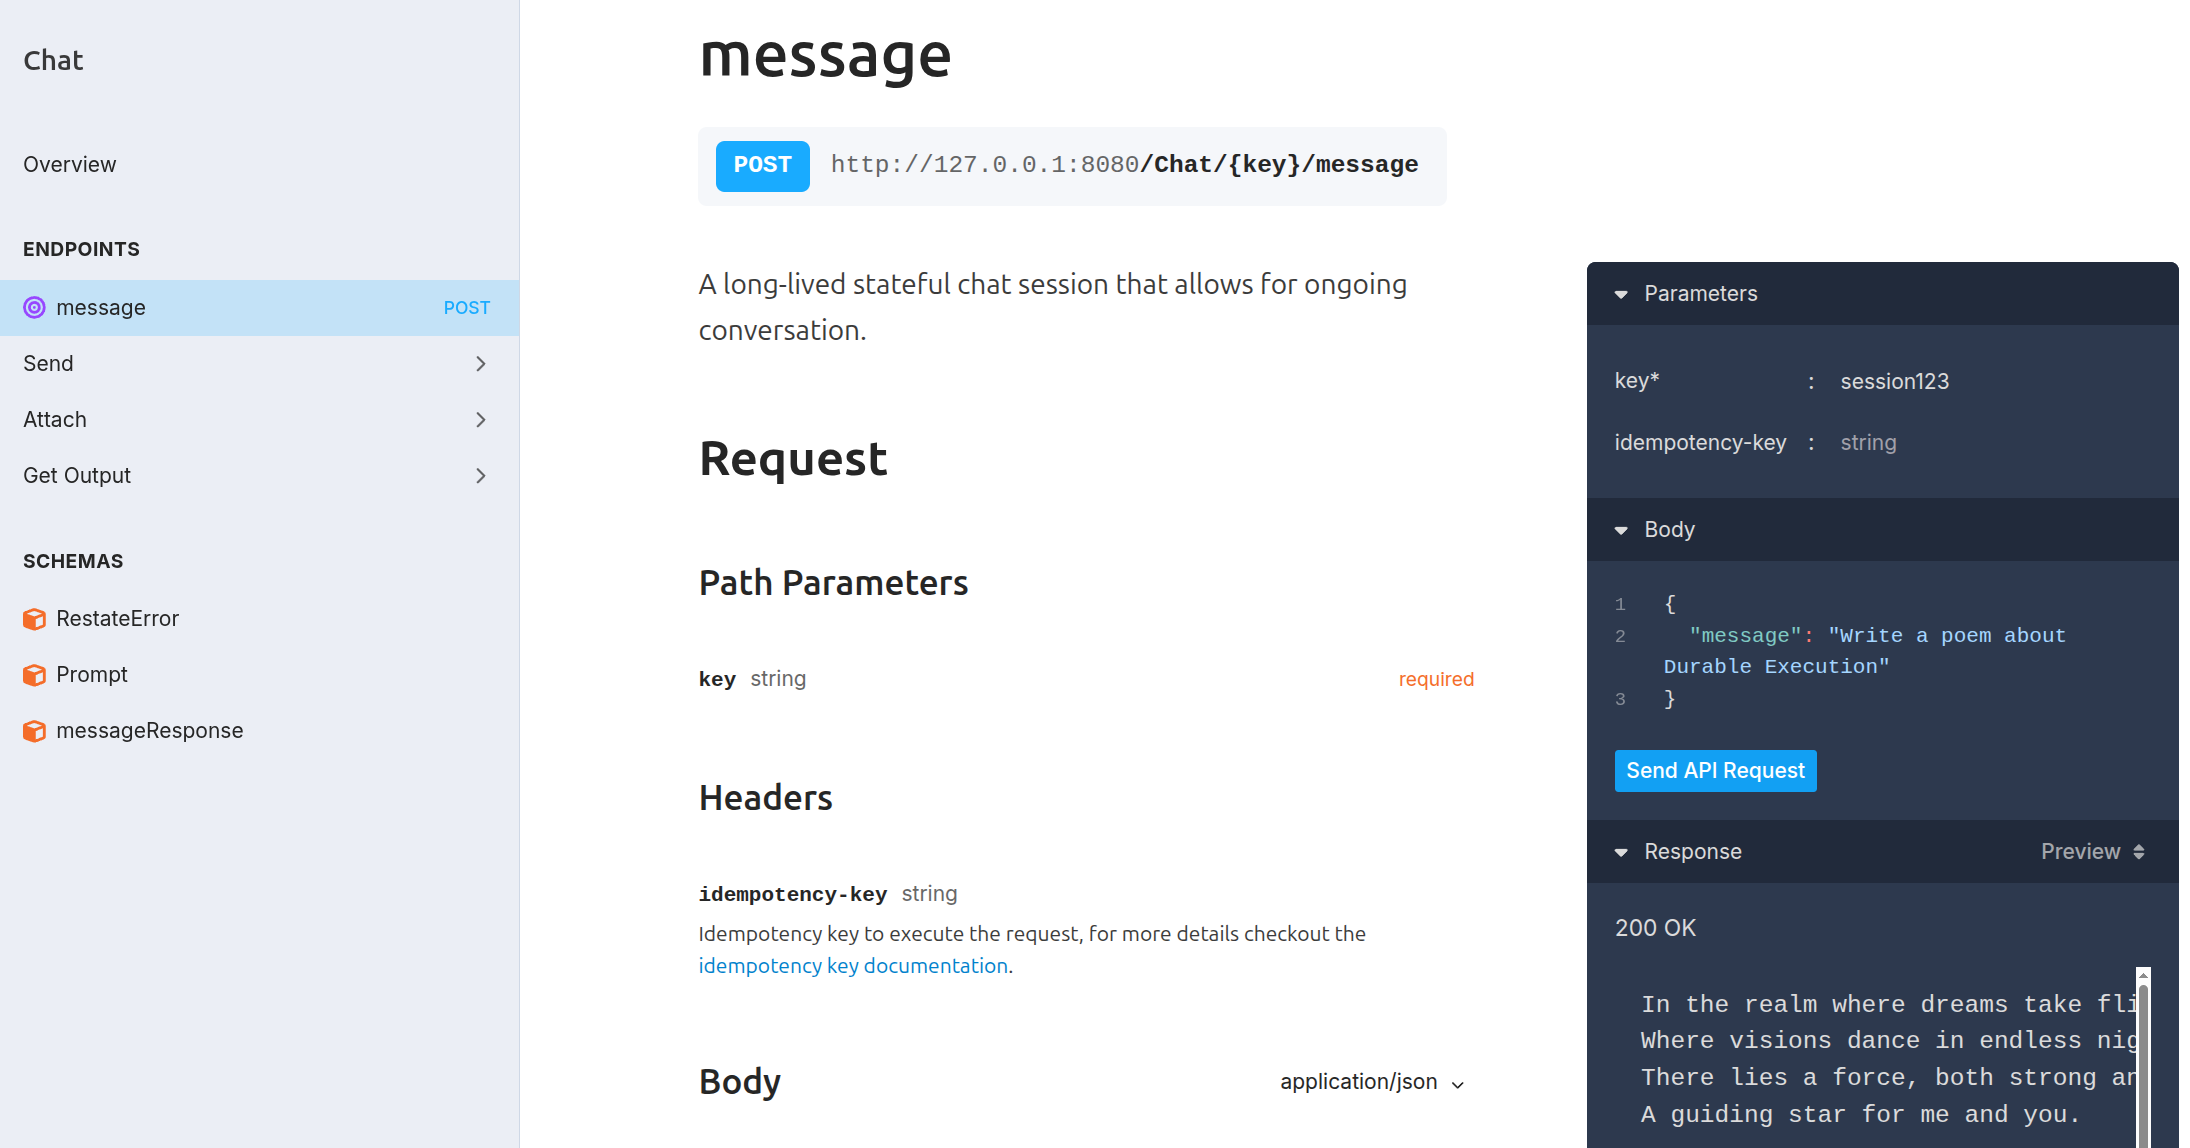 Chat
Overview
ENDPOINTS
message POST
Send
Attach
Get Output
SCHEMAS
RestateError
Prompt
messageResponse
message
POST http://127.0.0.1:8080/Chat/{key}/message
A long-lived stateful chat session that allows for ongoing
conversation.
Request
Path Parameters
key string required
Headers
idempotency-key string
Idempotency key to execute the request, for more details checkout the
idempotency key documentation.
Body application/json
Parameters
key* : session123
idempotency-key : string
Body
1 {
2 "message": "Write a poem about
Durable Execution"
3 }
Send API Request
Response Preview
200 OK
In the realm where dreams take fli
Where visions dance in endless nig
There lies a force, both strong an
A guiding star for me and you.